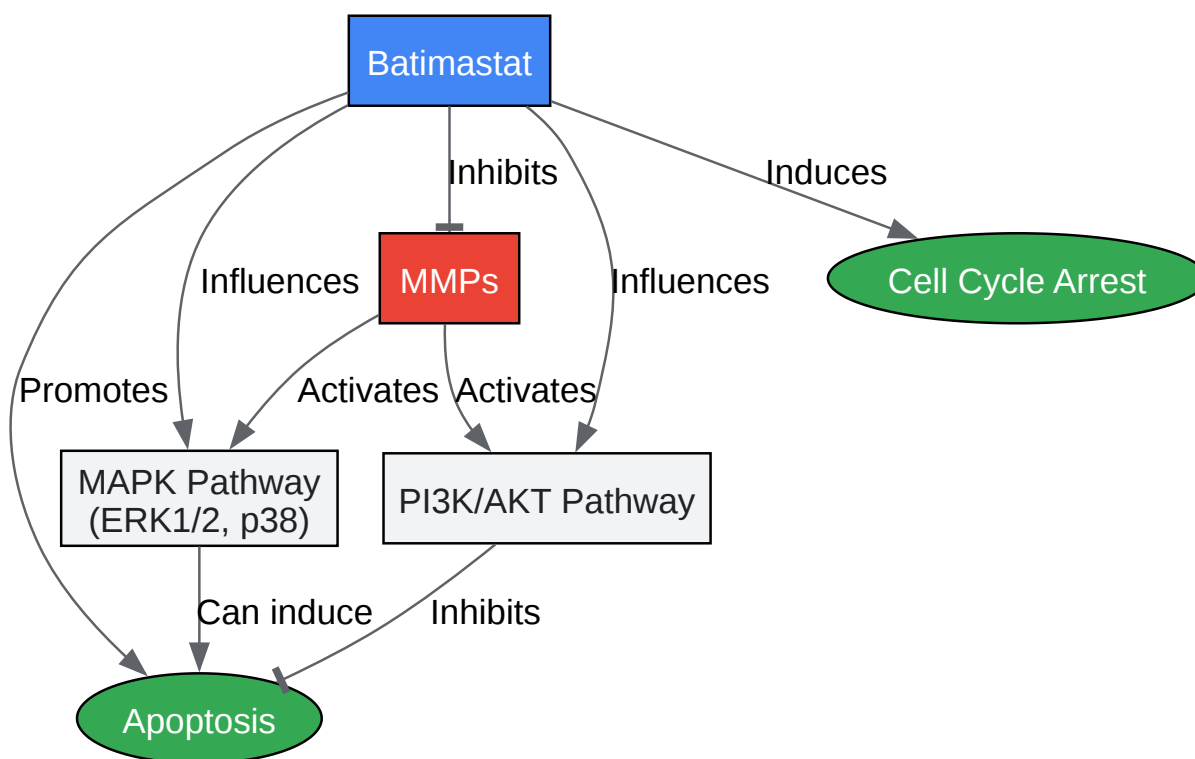 Batimastat
Inhibits
Induces
Influences
MMPs
Influences
Cell Cycle Arrest
Promotes
Activates
Activates
MAPK Pathway
(ERK1/2, p38)
PI3K/AKT Pathway
Can induce
Inhibits
Apoptosis